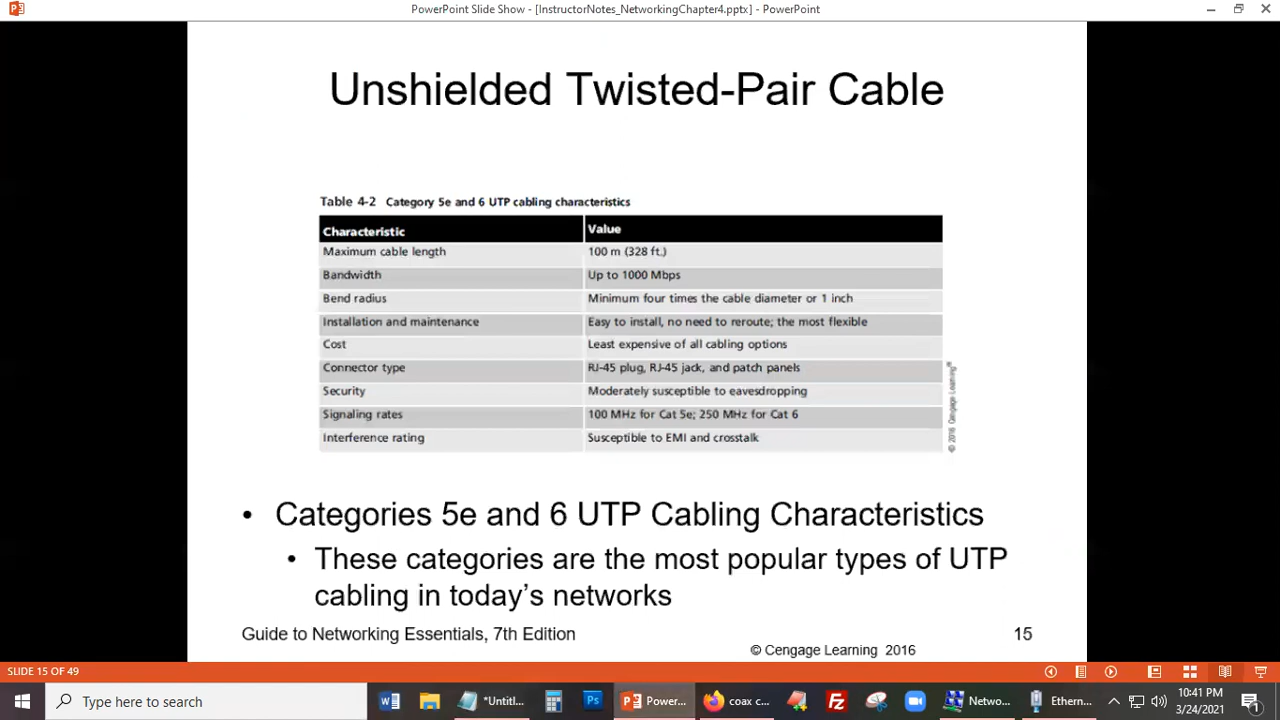 PowerPoint Slide Show - [InstructorNotes_NetworkingChapter4.pptx] - PowerPoint
Unshielded Twisted-Pair Cable
Table 4-2 Category 5e and 6 UTP cabling characteristics
Characteristic Value
Maximum cable length 100 m (328 ft.)
Bandwidth Up to 1000 Mbps
Bend radius Minimum four times the cable diameter or 1 inch
Installation and maintenance Easy to install, no need to reroute; the most flexible
Cost Least expensive of all cabling options
Connector type RJ-45 plug, RJ-45 jack, and patch panels
Security Moderately susceptible to eavesdropping
Signaling rates 100 MHz for Cat 5e; 250 MHz for Cat 6
Interference rating Susceptible to EMI and crosstalk
© 2016 Cengage Learning®
• Categories 5e and 6 UTP Cabling Characteristics
• These categories are the most popular types of UTP
cabling in today's networks
Guide to Networking Essentials, 7th Edition
15
© Cengage Learning 2016
SLIDE 15 OF 49
Type here to search
*Untitl...
Power...
coax c...
Netwo...
Ethern...
10:41 PM
3/24/2021
1